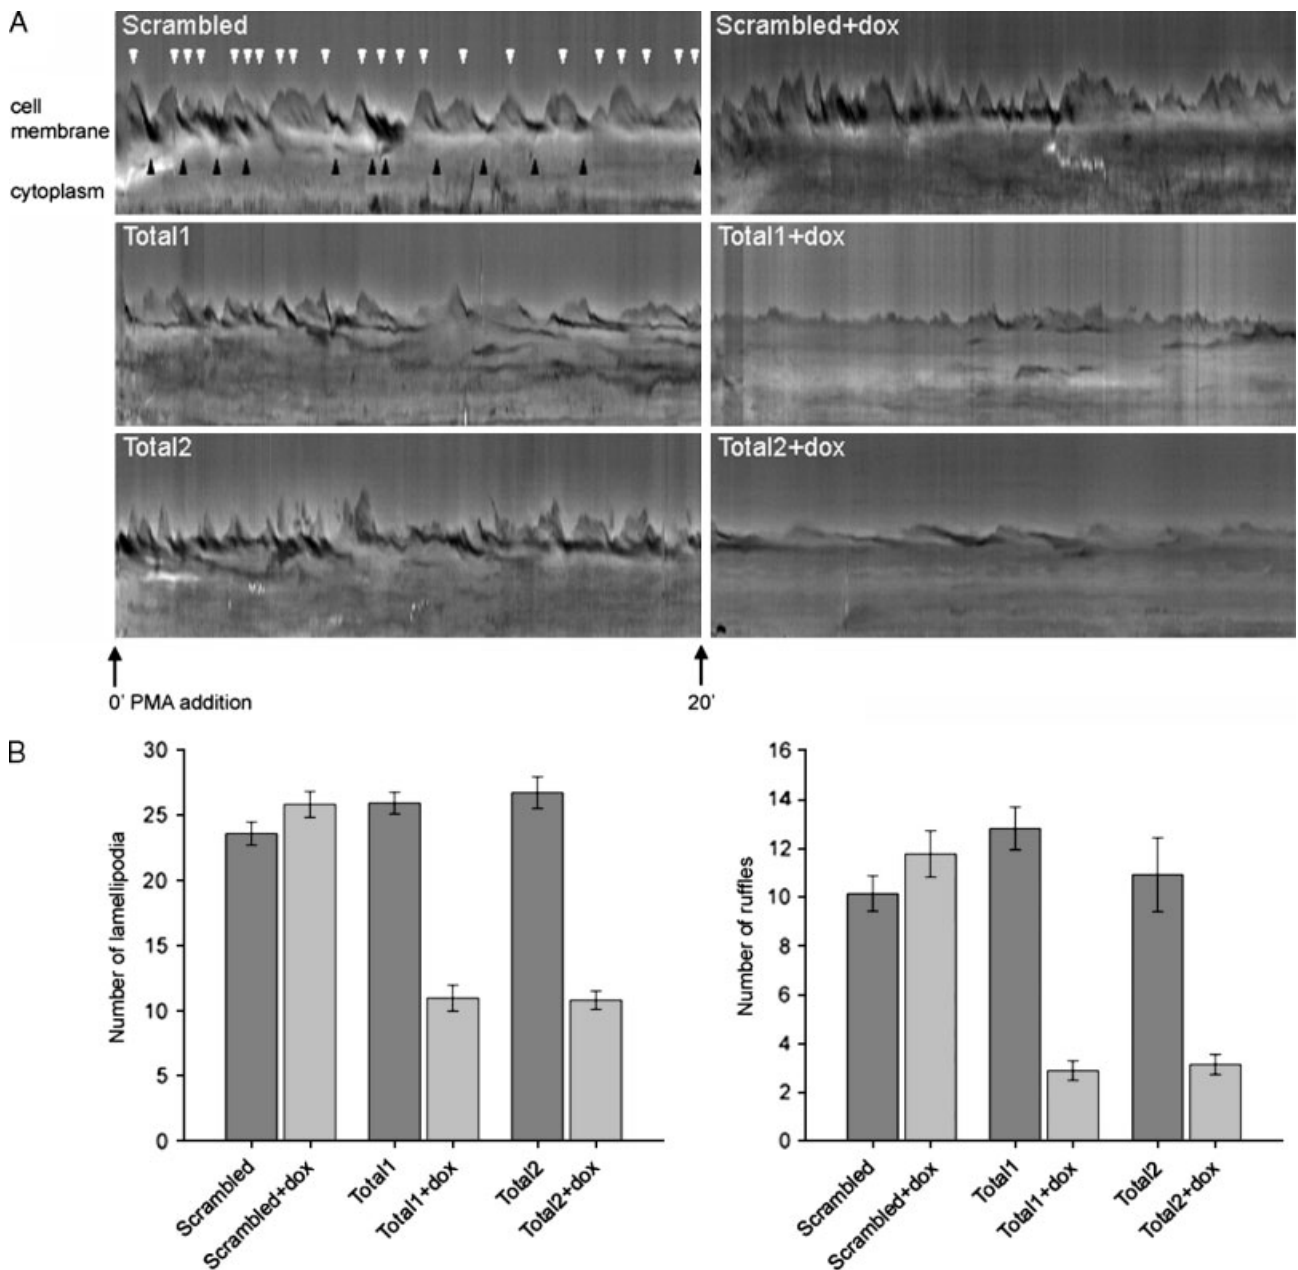 A
Scrambled
Scrambled+dox
cell
membrane
cytoplasm
Total1
Total1+dox
Total2
Total2+dox
0' PMA addition
20'
B
30
25
20
15
10
5
0
Number of lamellipodia
Scrambled
Scrambled+dox
Total1
Total1+dox
Total2
Total2+dox
16
14
12
10
8
6
4
2
0
Number of ruffles
Scrambled
Scrambled+dox
Total1
Total1+dox
Total2
Total2+dox